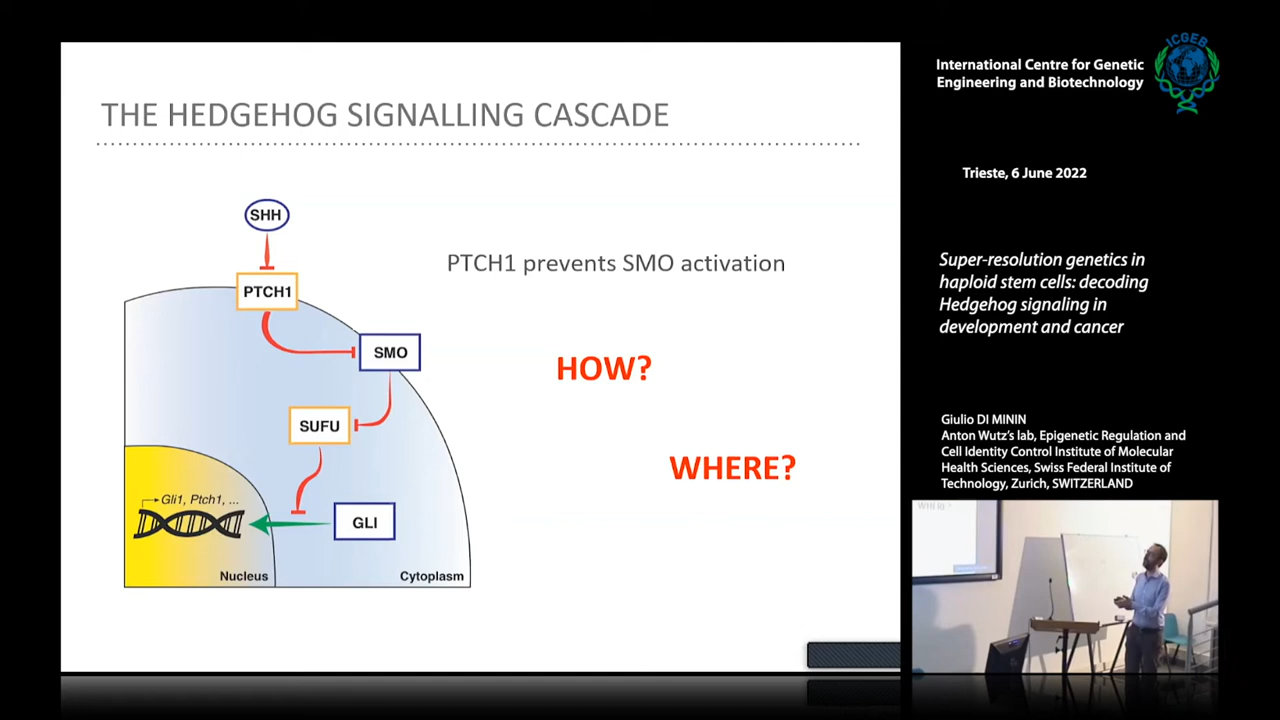 THE HEDGEHOG SIGNALLING CASCADE
SHH
PTCH1
SMO
SUFU
GLI
Gli1, Ptch1, ...
Nucleus
Cytoplasm
PTCH1 prevents SMO activation
HOW?
WHERE?
International Centre for Genetic
Engineering and Biotechnology
ICGEB
Trieste, 6 June 2022
Super-resolution genetics in
haploid stem cells: decoding
Hedgehog signaling in
development and cancer
Giulio DI MININ
Anton Wutz's lab, Epigenetic Regulation and
Cell Identity Control Institute of Molecular
Health Sciences, Swiss Federal Institute of
Technology, Zurich, SWITZERLAND
WHERE?